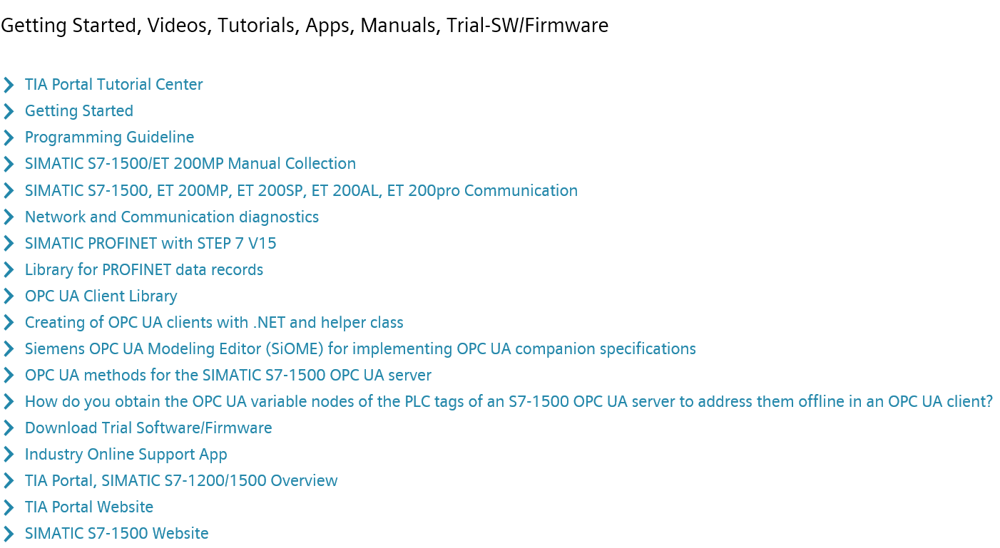 Getting Started, Videos, Tutorials, Apps, Manuals, Trial-SW/Firmware
TIA Portal Tutorial Center
Getting Started
Programming Guideline
SIMATIC S7-1500/ET 200MP Manual Collection
SIMATIC S7-1500, ET 200MP, ET 200SP, ET 200AL, ET 200pro Communication
Network and Communication diagnostics
SIMATIC PROFINET with STEP 7 V15
Library for PROFINET data records
OPC UA Client Library
Creating of OPC UA clients with .NET and helper class
Siemens OPC UA Modeling Editor (SiOME) for implementing OPC UA companion specifications
OPC UA methods for the SIMATIC S7-1500 OPC UA server
How do you obtain the OPC UA variable nodes of the PLC tags of an S7-1500 OPC UA server to address them offline in an OPC UA client?
Download Trial Software/Firmware
Industry Online Support App
TIA Portal, SIMATIC S7-1200/1500 Overview
TIA Portal Website
SIMATIC S7-1500 Website